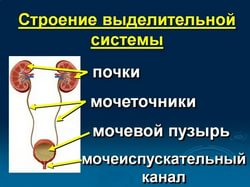 Строение выделительной
системы
почки
мочеточники
мочевой пузырь
мочеиспускательный
канал